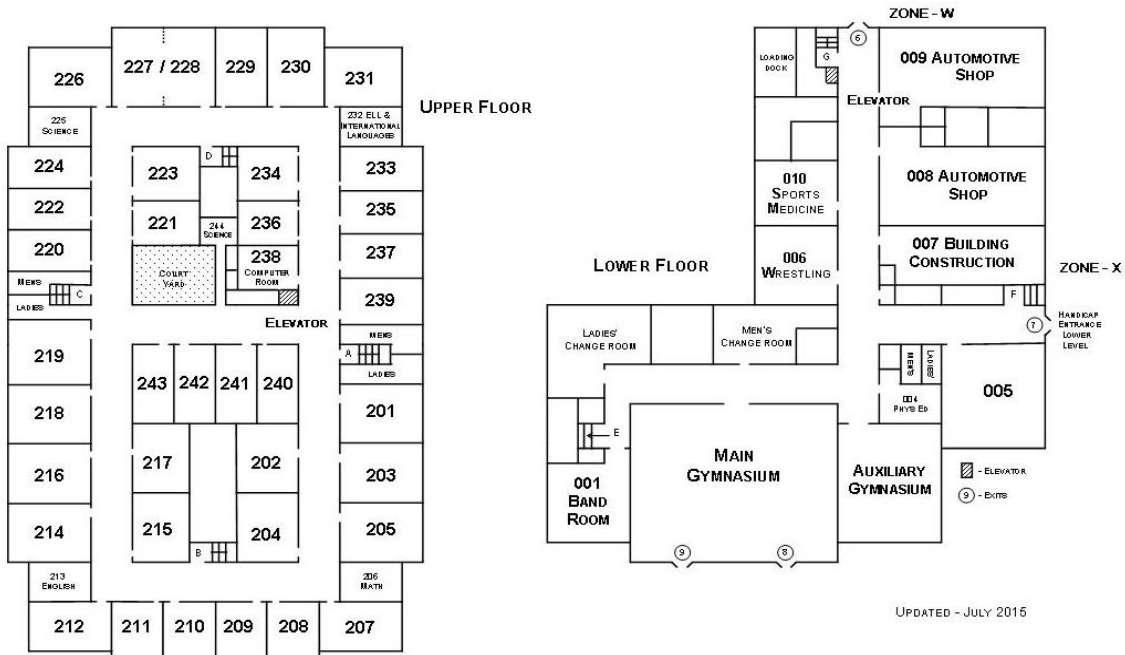 UPPER FLOOR
226
227 / 228
229
230
231
225
SCIENCE
232 ELL &
INTERNATIONAL
LANGUAGES
224
223
D
234
233
222
221
244
SCIENCE
236
235
220
COURT
YARD
238
COMPUTER
ROOM
237
MENS
C
LADIES
ELEVATOR
239
MENS
A
LADIES
219
243
242
241
240
201
218
217
202
203
216
215
204
205
214
B
213
ENGLISH
206
MATH
212
211
210
209
208
207
LOWER FLOOR
ZONE - W
6
LOADING
DOCK
G
ELEVATOR
009 AUTOMOTIVE
SHOP
010
SPORTS
MEDICINE
008 AUTOMOTIVE
SHOP
006
WRESTLING
007 BUILDING
CONSTRUCTION
ZONE - X
F
7
HANDICAP
ENTRANCE
LOWER
LEVEL
LADIES'
CHANGE ROOM
MEN'S
CHANGE ROOM
MEN'S
LADIES'
004
PHYS ED
005
E
001
BAND
ROOM
MAIN
GYMNASIUM
AUXILIARY
GYMNASIUM
- ELEVATOR
9 - EXITS
9
8
UPDATED - JULY 2015